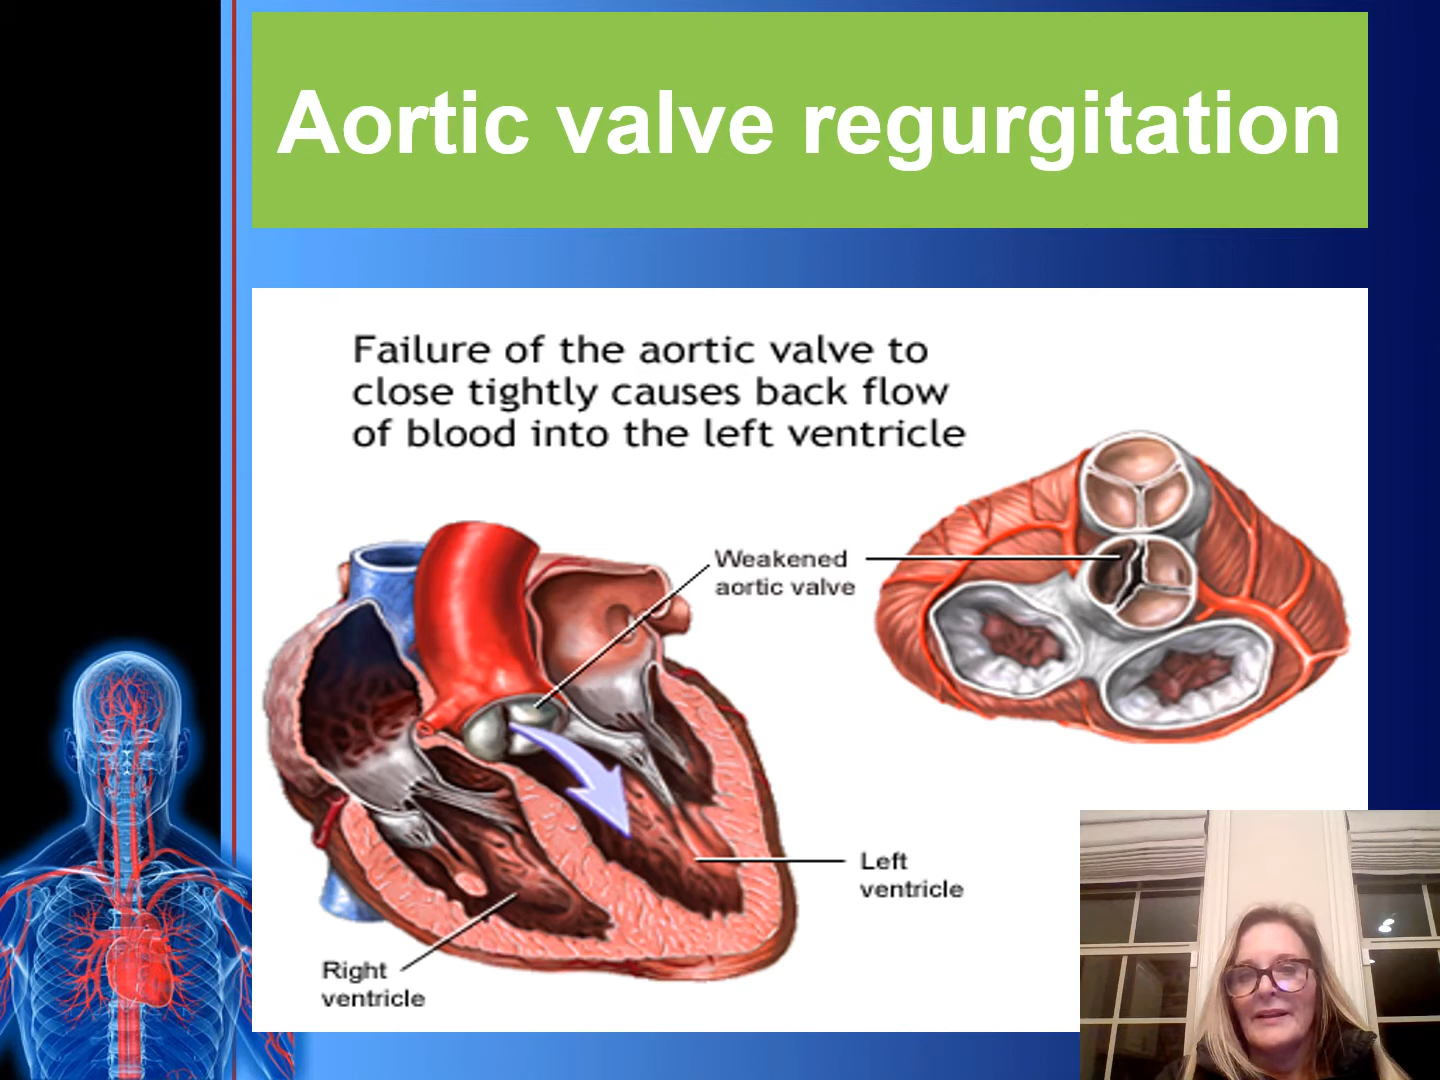 Aortic valve regurgitation
Failure of the aortic valve to
close tightly causes back flow
of blood into the left ventricle
Weakened
aortic valve
Left
ventricle
Right
ventricle